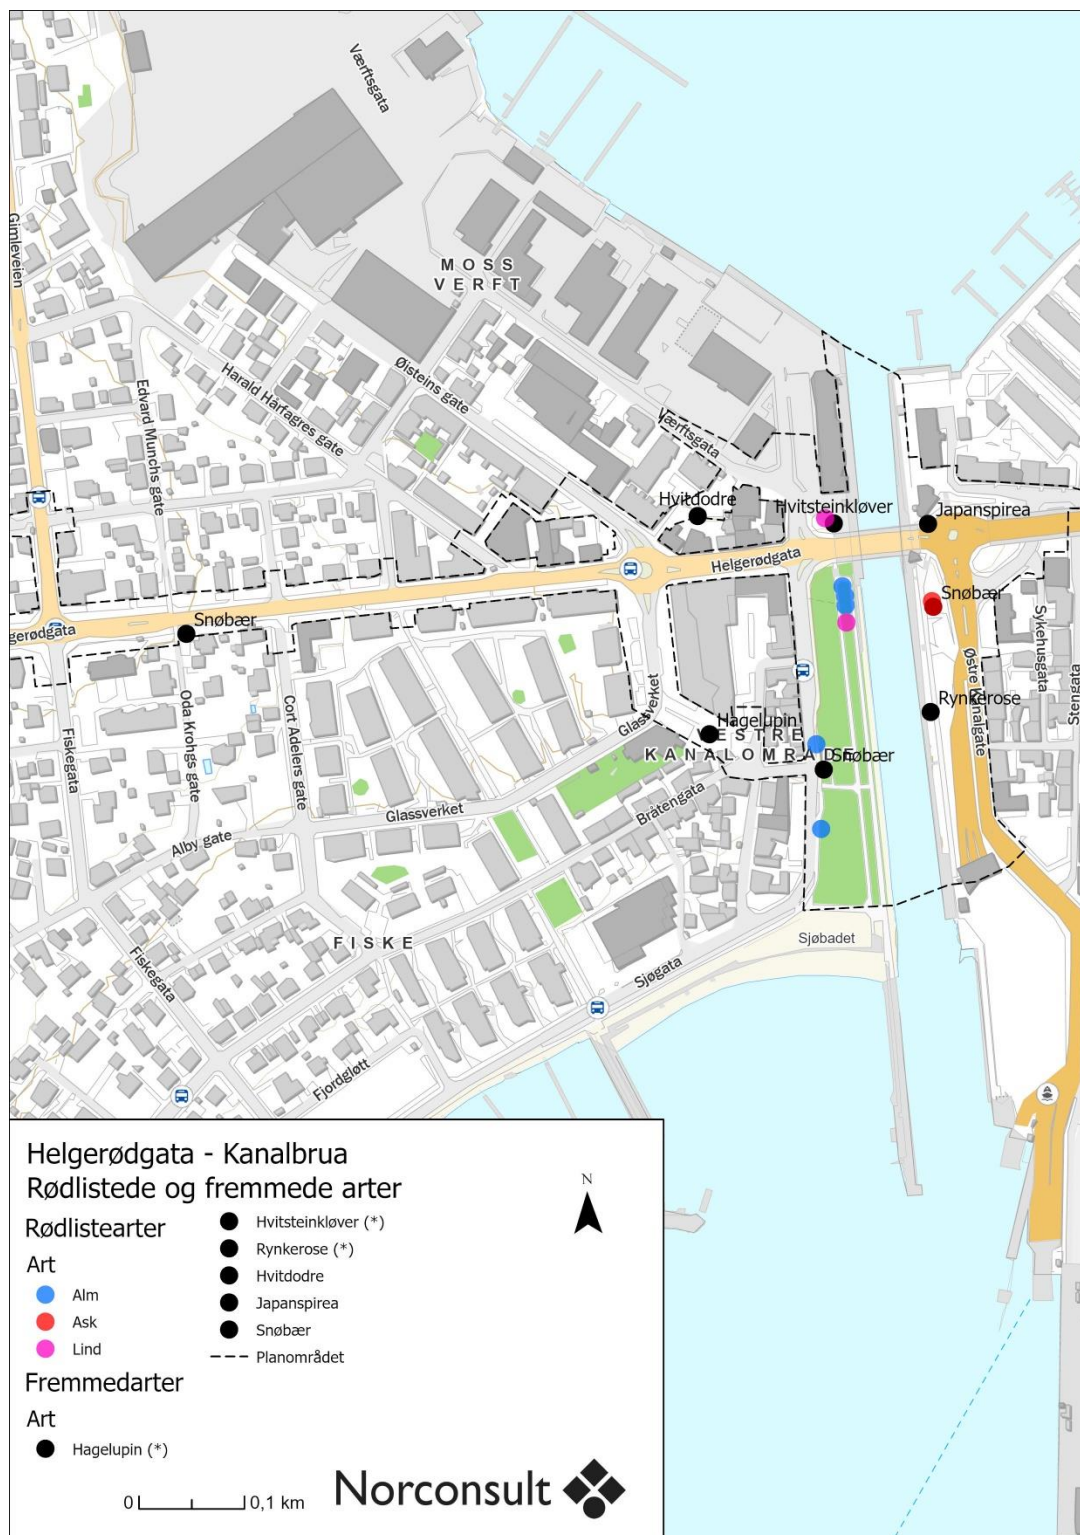 Værftsgata
Gimleveien
MOSS
VERFT
Øisteins gate
Harald Hårfagres gate
Edvard Munchs gate
Værftsgata
Hvitdodre
Hvitsteinkløver
Japanspirea
Helgerødgata
Snøbær
Snøbær
gerødgata
Sykehusgata
Stengata
Østre Kanalgate
Rynkerose
Oda Krohgs gate
Cort Adelers gate
Fiskegata
Glassverket
Hagelupin
VESTRE
KANALOMRÅDE
Snøbær
Glassverket
Bråtengata
Alby gate
FISKE
Sjøbadet
Fiskegata
Sjøgata
Fjordgløtt
Helgerødgata - Kanalbrua
Rødlistede og fremmede arter
N
Rødlistearter
Art
Alm
Ask
Lind
Fremmedarter
Art
Hagelupin (*)
Hvitsteinkløver (*)
Rynkerose (*)
Hvitdodre
Japanspirea
Snøbær
Planområdet
0 0,1 km
Norconsult